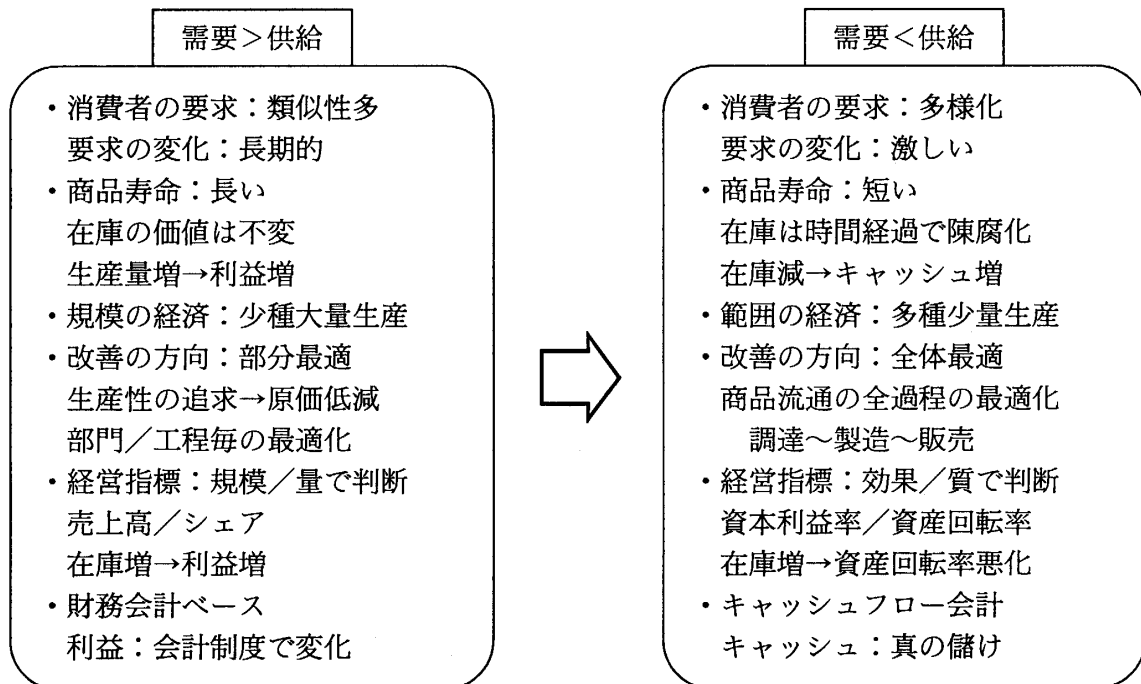 需要＞供給
・消費者の要求：類似性多
要求の変化：長期的
・商品寿命：長い
在庫の価値は不変
生産量増→利益増
・規模の経済：少種大量生産
・改善の方向：部分最適
生産性の追求→原価低減
部門／工程毎の最適化
・経営指標：規模／量で判断
売上高／シェア
在庫増→利益増
・財務会計ベース
利益：会計制度で変化
需要＜供給
・消費者の要求：多様化
要求の変化：激しい
・商品寿命：短い
在庫は時間経過で陳腐化
在庫減→キャッシュ増
・範囲の経済：多種少量生産
・改善の方向：全体最適
商品流通の全過程の最適化
調達～製造～販売
・経営指標：効果／質で判断
資本利益率／資産回転率
在庫増→資産回転率悪化
・キャッシュフロー会計
キャッシュ：真の儲け